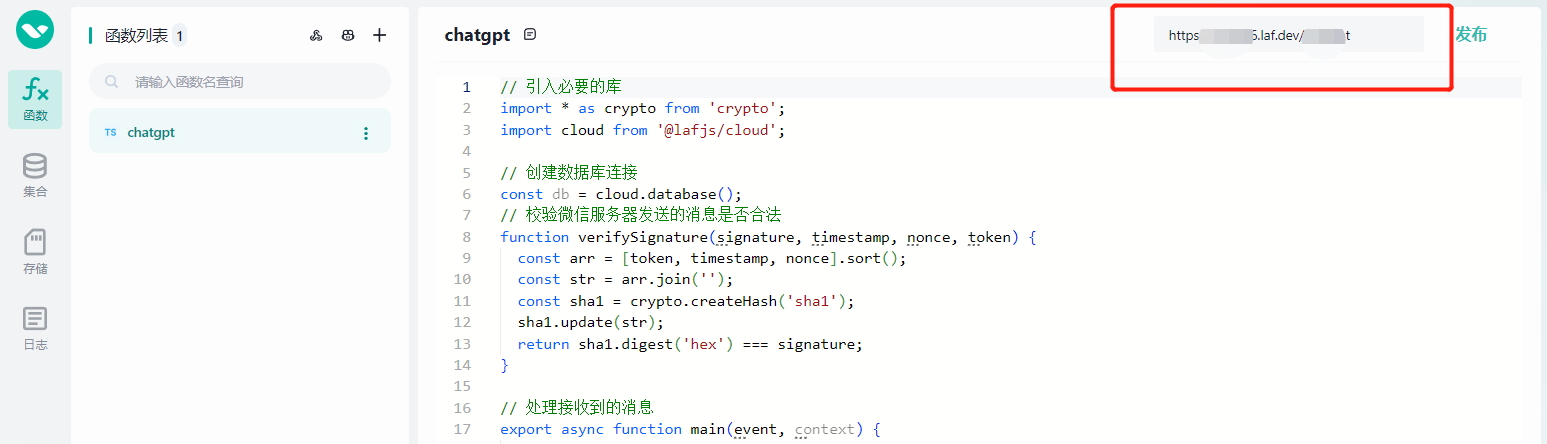 函数列表 1
请输入函数名查询
TS chatgpt
函数
集合
存储
日志
chatgpt
https 6.laf.dev/ t
发布
1 // 引入必要的库
2 import * as crypto from 'crypto';
3 import cloud from '@lafjs/cloud';
4
5 // 创建数据库连接
6 const db = cloud.database();
7 // 校验微信服务器发送的消息是否合法
8 function verifySignature(signature, timestamp, nonce, token) {
9 const arr = [token, timestamp, nonce].sort();
10 const str = arr.join('');
11 const sha1 = crypto.createHash('sha1');
12 sha1.update(str);
13 return sha1.digest('hex') === signature;
14 }
15
16 // 处理接收到的消息
17 export async function main(event, context) {